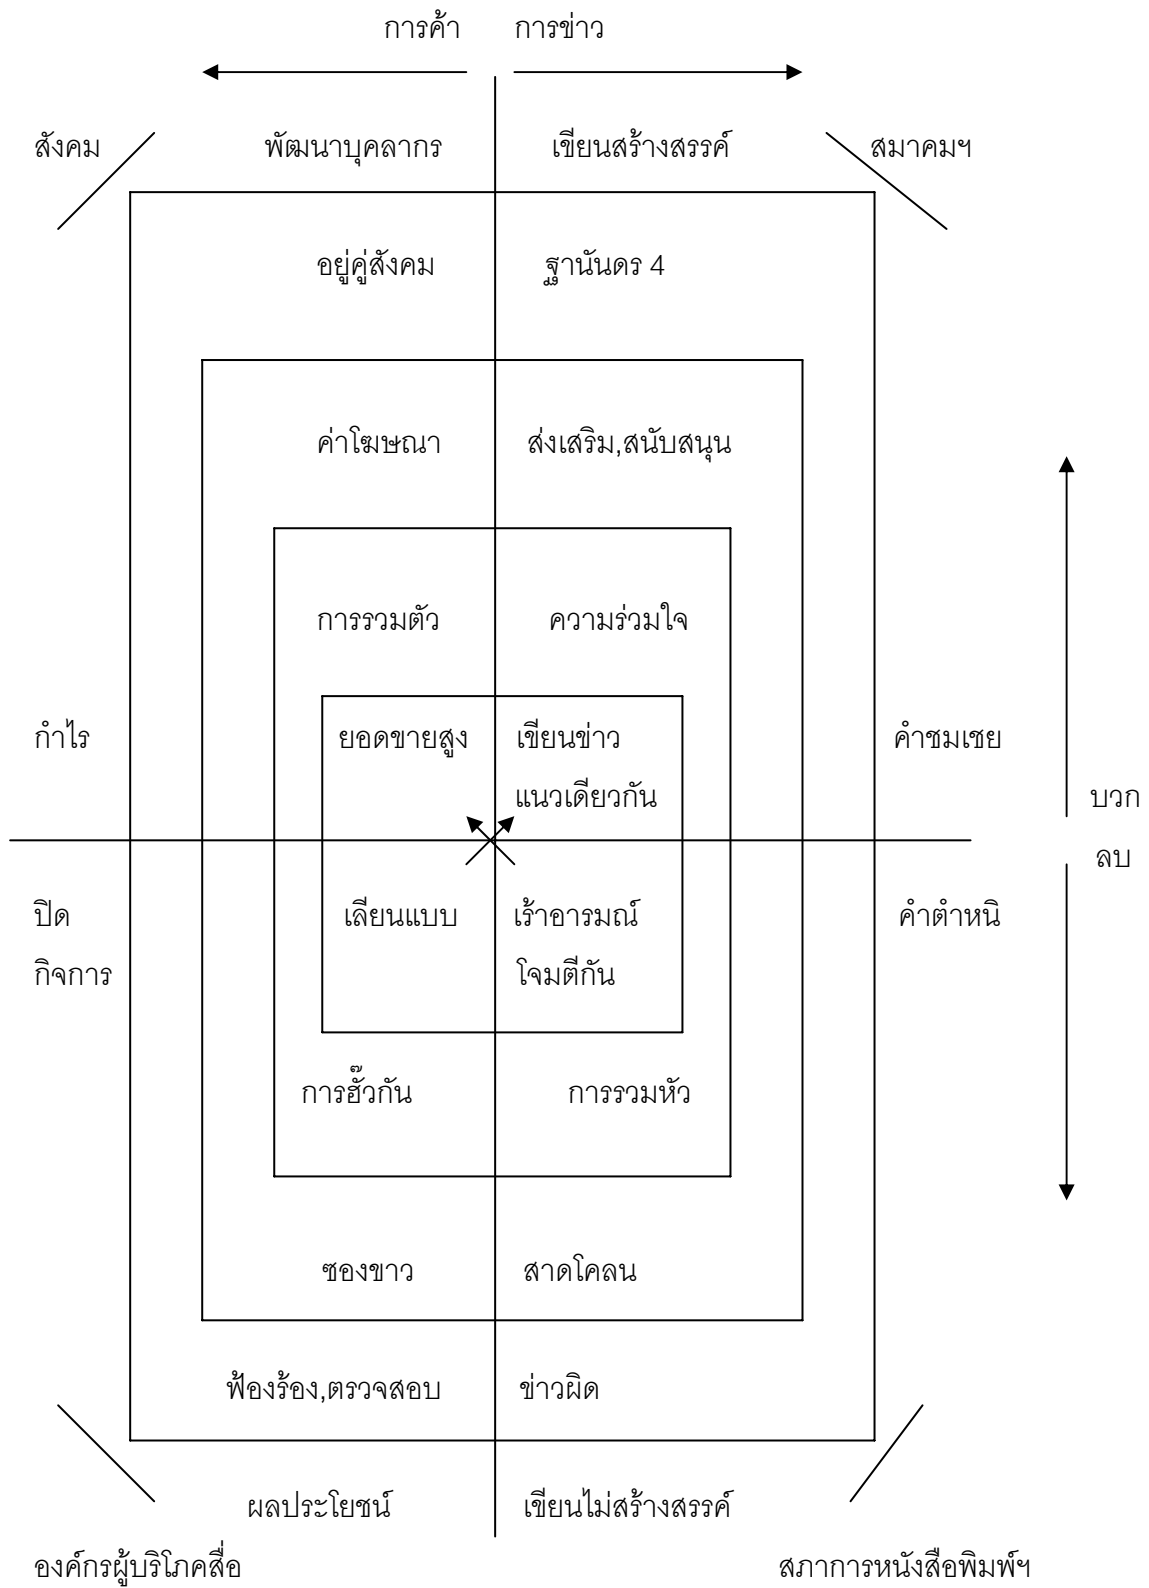 การค้า การข่าว
สังคม พัฒนาบุคลากร เขียนสร้างสรรค์ สมาคมฯ
อยู่คู่สังคม ฐานันดร 4
ค่าโฆษณา ส่งเสริม,สนับสนุน
การรวมตัว ความร่วมใจ
กำไร ยอดขายสูง เขียนข่าว คำชมเชย
แนวเดียวกัน บวก
ลบ
ปิด เลียนแบบ เร้าอารมณ์ คำตำหนิ
กิจการ โจมตีกัน
การฮั๊วกัน การรวมหัว
ซองขาว สาดโคลน
ฟ้องร้อง,ตรวจสอบ ข่าวผิด
ผลประโยชน์ เขียนไม่สร้างสรรค์
องค์กรผู้บริโภคสื่อ สภาการหนังสือพิมพ์ฯ